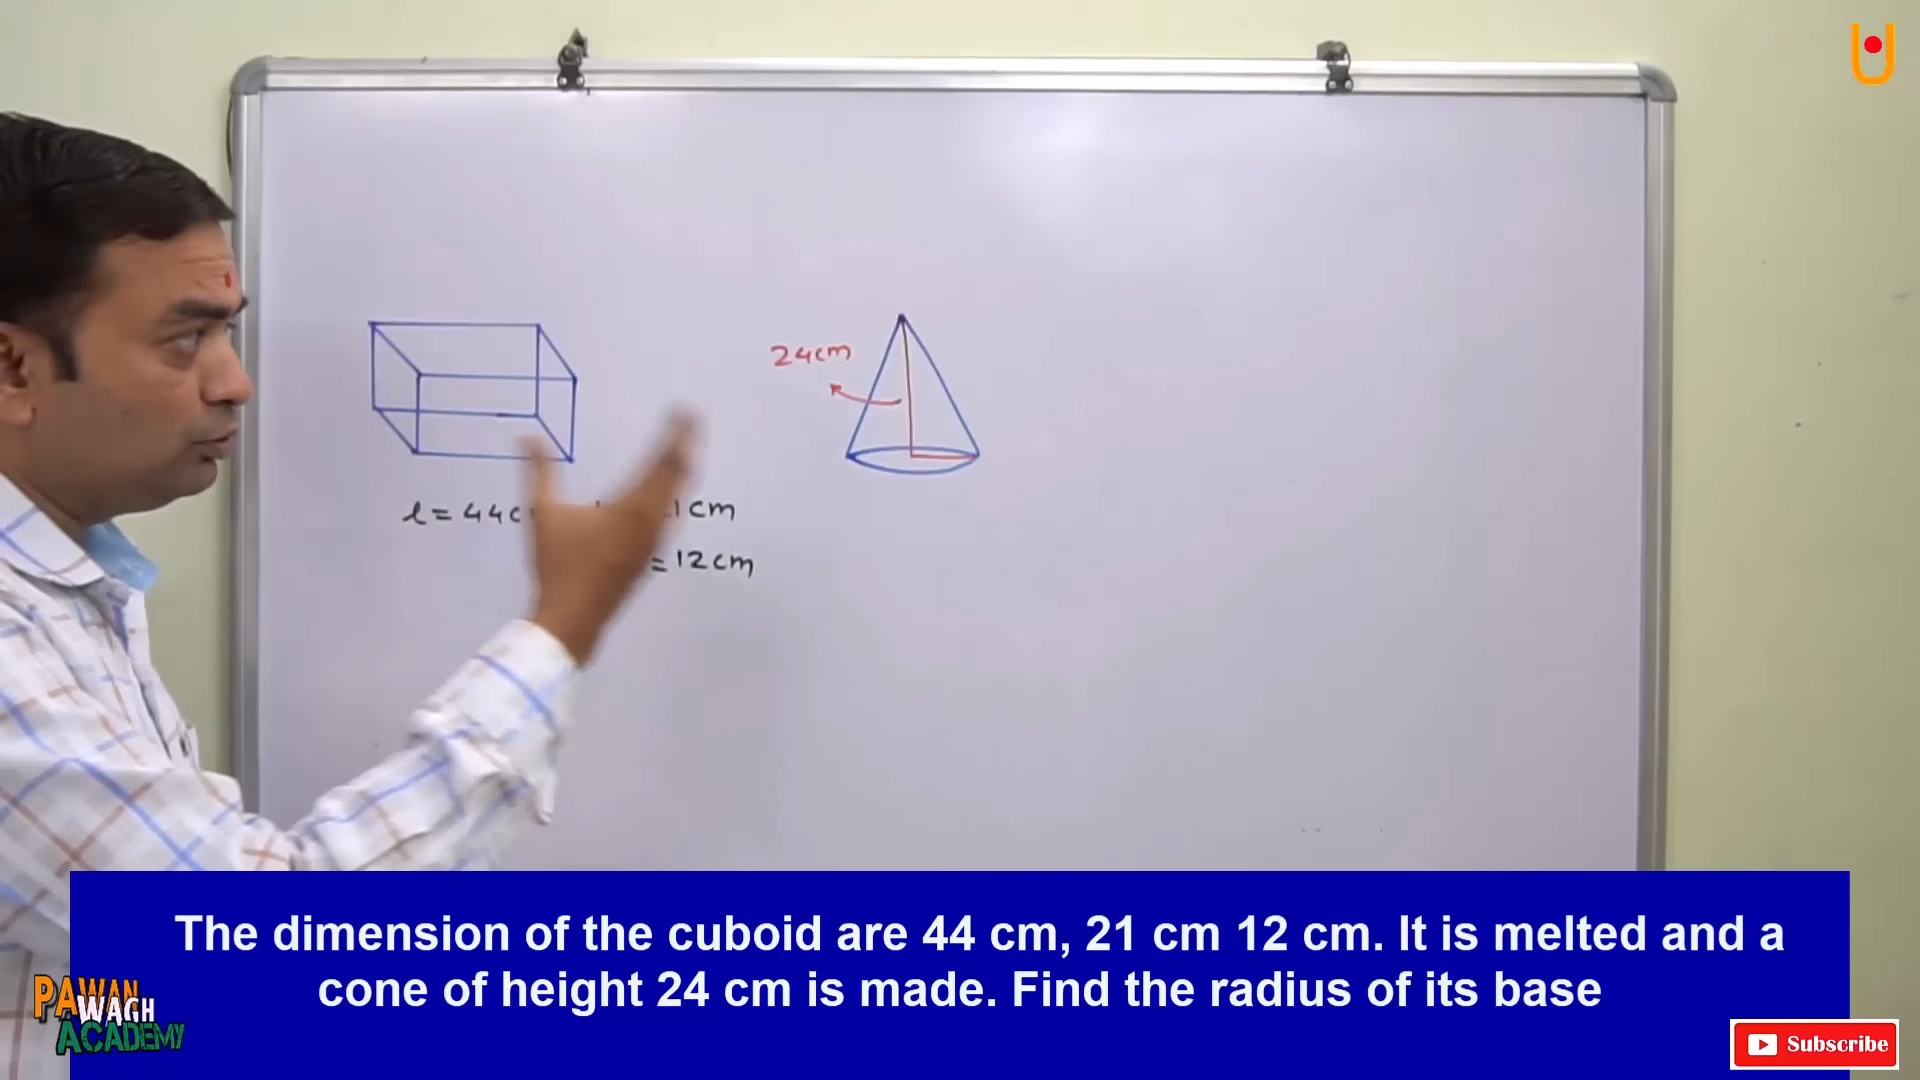 24cm
l = 44c 1cm
= 12cm
The dimension of the cuboid are 44 cm, 21 cm 12 cm. It is melted and a
cone of height 24 cm is made. Find the radius of its base
PAWAN
WAGH
ACADEMY
Subscribe